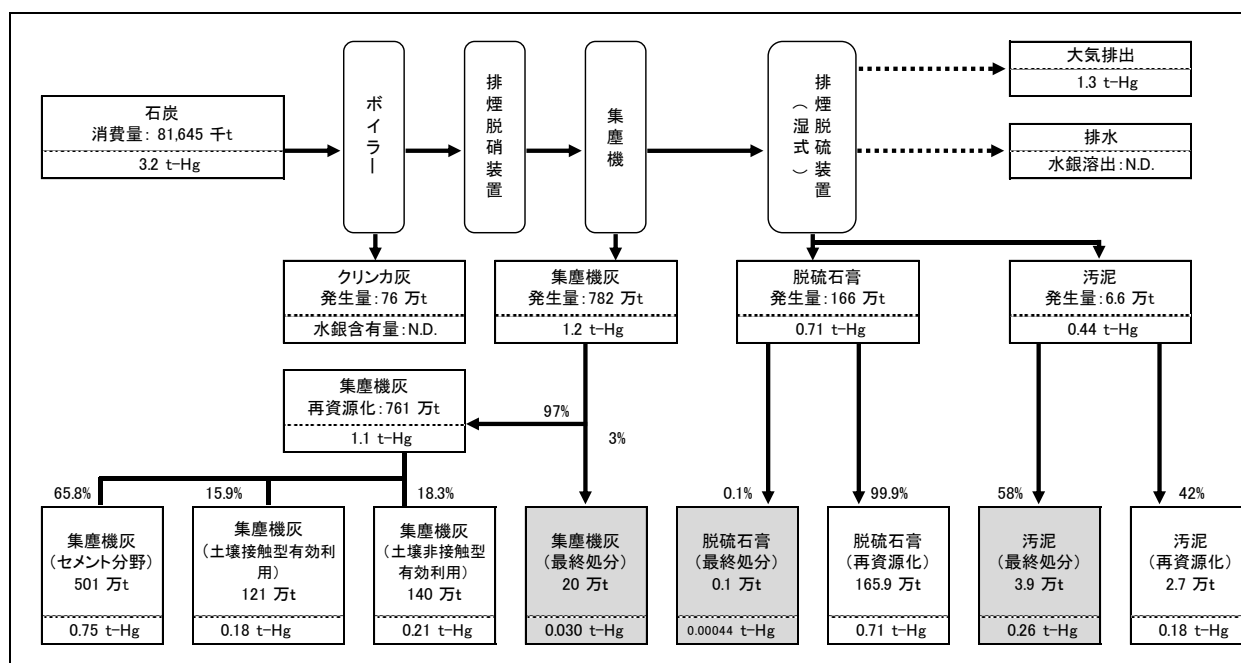 石炭
消費量: 81,645 千t
3.2 t-Hg
ボイラー
排煙脱硝装置
集塵機
排煙脱硫装置
（湿式）
大気排出
1.3 t-Hg
排水
水銀溶出:N.D.
クリンカ灰
発生量:76 万t
水銀含有量:N.D.
集塵機灰
発生量:782 万t
1.2 t-Hg
脱硫石膏
発生量:166 万t
0.71 t-Hg
汚泥
発生量:6.6 万t
0.44 t-Hg
集塵機灰
再資源化:761 万t
1.1 t-Hg
97%
3%
65.8%
15.9%
18.3%
0.1%
99.9%
58%
42%
集塵機灰
（セメント分野）
501 万t
0.75 t-Hg
集塵機灰
（土壌接触型有効利
用）
121 万t
0.18 t-Hg
集塵機灰
（土壌非接触型
有効利用）
140 万t
0.21 t-Hg
集塵機灰
（最終処分）
20 万t
0.030 t-Hg
脱硫石膏
（最終処分）
0.1 万t
0.00044 t-Hg
脱硫石膏
（再資源化）
165.9 万t
0.71 t-Hg
汚泥
（最終処分）
3.9 万t
0.26 t-Hg
汚泥
（再資源化）
2.7 万t
0.18 t-Hg